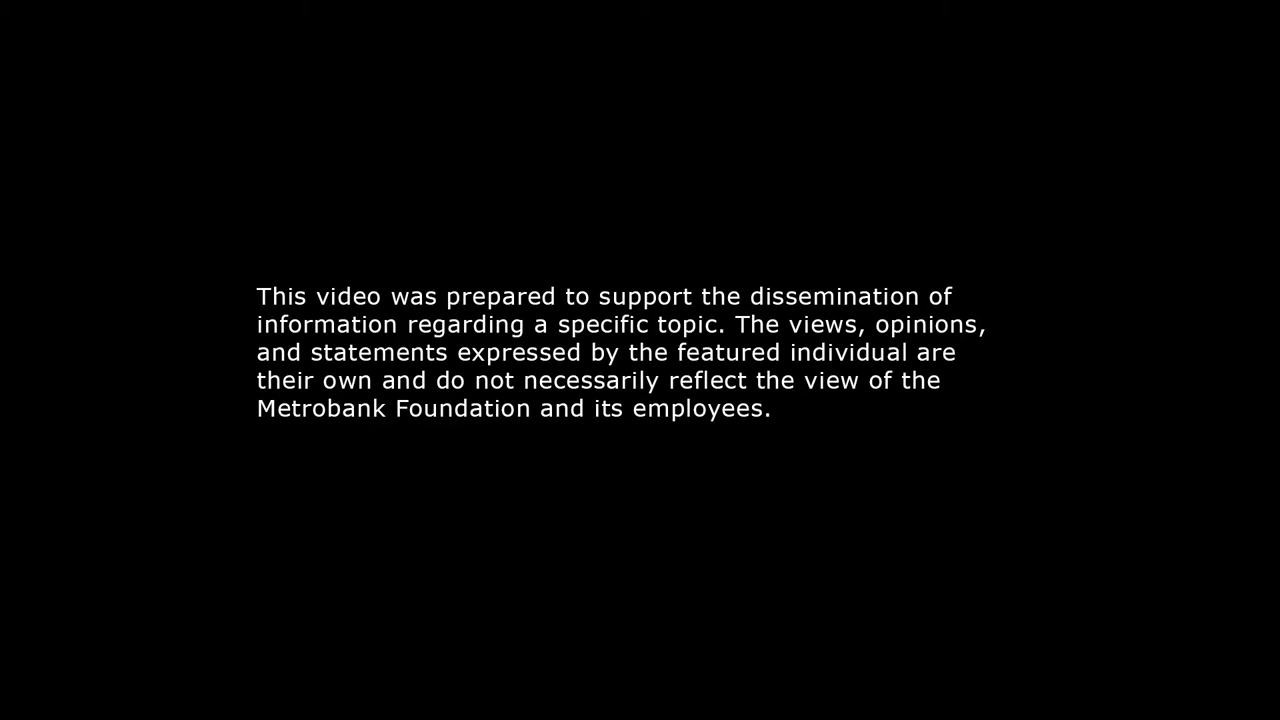 This video was prepared to support the dissemination of
information regarding a specific topic. The views, opinions,
and statements expressed by the featured individual are
their own and do not necessarily reflect the view of the
Metrobank Foundation and its employees.